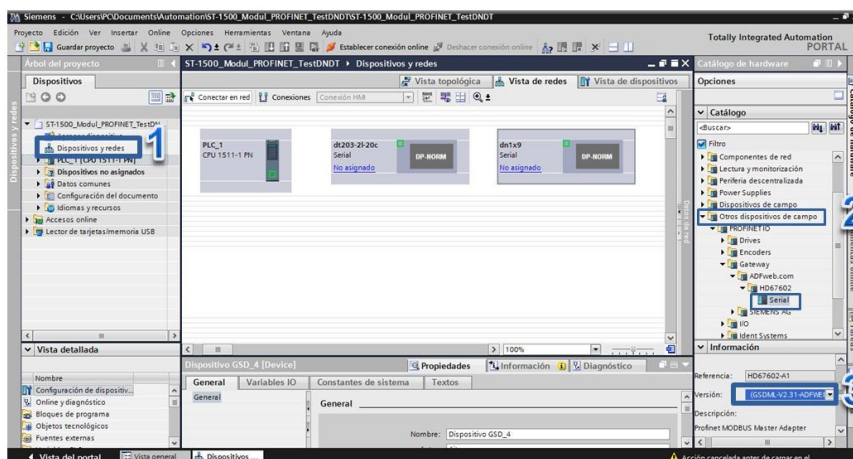 Siemens - C:\Users\PC\Documents\Automation\ST-1500_Modul_PROFINET_TestDNDT\ST-1500_Modul_PROFINET_TestDNDT
Proyecto Edición Ver Insertar Online Opciones Herramientas Ventana Ayuda
Totally Integrated Automation
PORTAL
Guardar proyecto
Establecer conexión online
Deshacer conexión online
Árbol del proyecto
ST-1500_Modul_PROFINET_TestDNDT Dispositivos y redes
Catálogo de hardware
Dispositivos
Vista topológica
Vista de redes
Vista de dispositivos
Opciones
Conectar en red
Conexiones
Conexión HMI
Dispositivos y redes
ST-1500_Modul_PROFINET_TestDN
Dispositivos y redes
1
PLC_1 [CPU 1511-1 PN]
Dispositivos no asignados
Datos comunes
Configuración del documento
Idiomas y recursos
Accesos online
Lector de tarjetas/memoria USB
PLC_1
CPU 1511-1 PN
dt203-2l-20c
Serial
No asignado
DP-NORM
dn1x9
Serial
No asignado
DP-NORM
Catálogo
<Buscar>
Filtro
Componentes de red
Lectura y monitorización
Periferia descentralizada
Power Supplies
Dispositivos de campo
Otros dispositivos de campo
2
PROFINET IO
Drives
Encoders
Gateway
ADFweb.com
HD67602
Serial
SIEMENS AG
I/O
Ident Systems
100%
Vista detallada
Nombre
Configuración de dispositiv...
Online y diagnóstico
Bloques de programa
Objetos tecnológicos
Fuentes externas
Dispositivo GSD_4 [Device]
Propiedades
Información
Diagnóstico
General
Variables IO
Constantes de sistema
Textos
General
General
Nombre: Dispositivo GSD_4
Información
Referencia: HD67602-A1
Versión: (GSDML-V2.31-ADFWE
3
Descripción:
Profinet MODBUS Master Adapter
Vista del portal
Vista general
Dispositivos ...